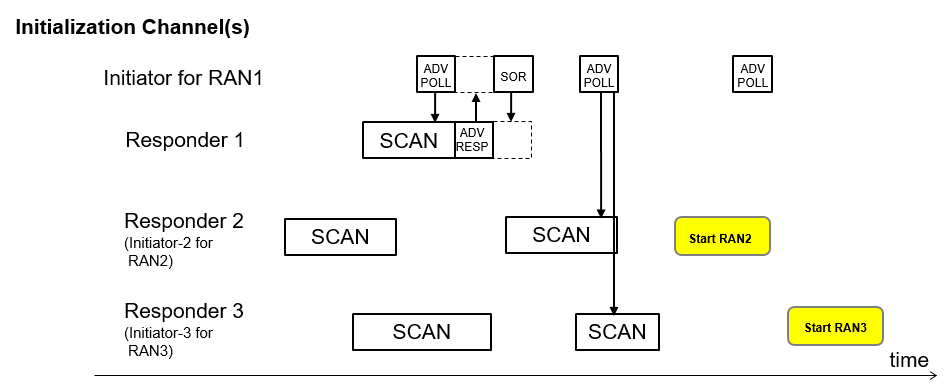 Initialization Channel(s)
Initiator for RAN1
ADV
POLL
SOR
ADV
POLL
ADV
POLL
Responder 1
SCAN
ADV
RESP
Responder 2
(Initiator-2 for
RAN2)
SCAN
SCAN
Start RAN2
Responder 3
(Initiator-3 for
RAN3)
SCAN
SCAN
Start RAN3
time